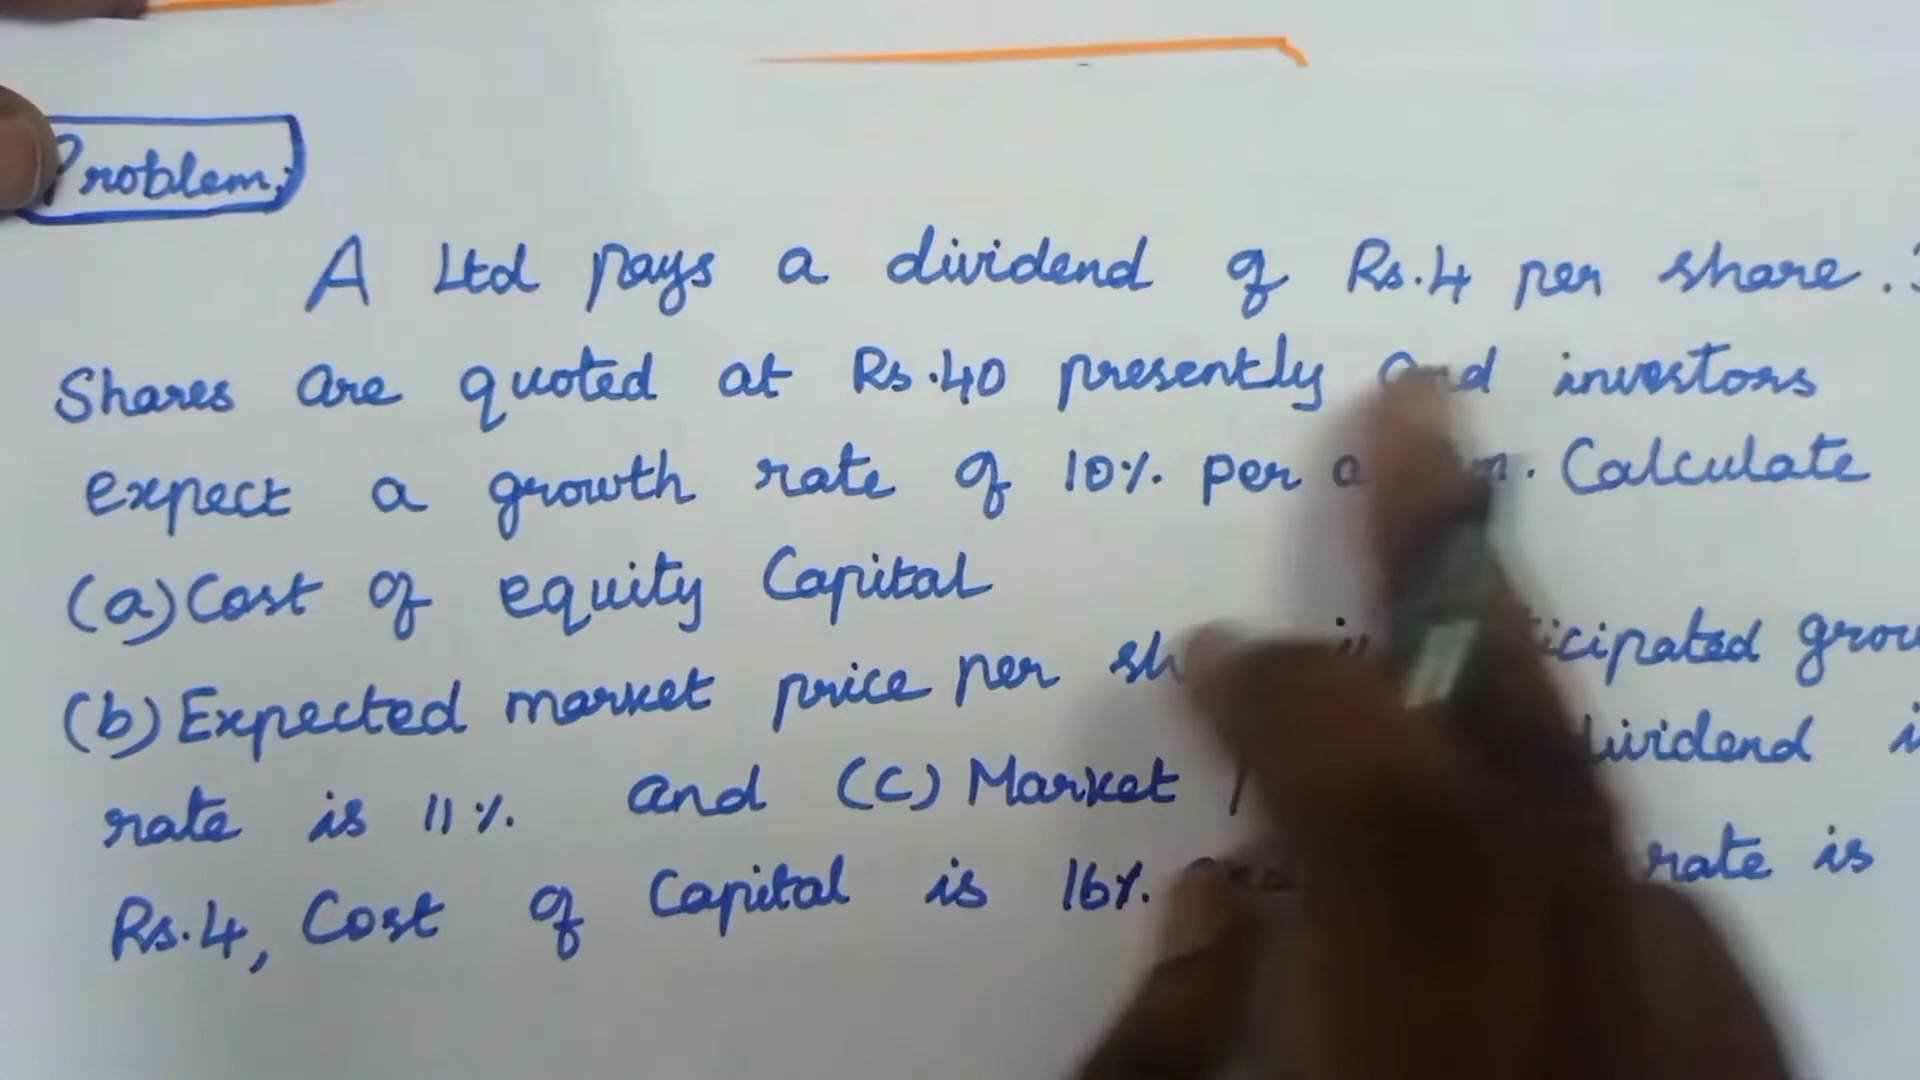 Problem:
A Ltd pays a dividend of Rs.4 per share.
Shares are quoted at Rs.40 presently and investors
expect a growth rate of 10% per Calculate
(a) Cost of equity Capital
(b) Expected market price per
rate is 11% and (C) Market dividend
Rs.4, Cost of Capital is 16%. rate is